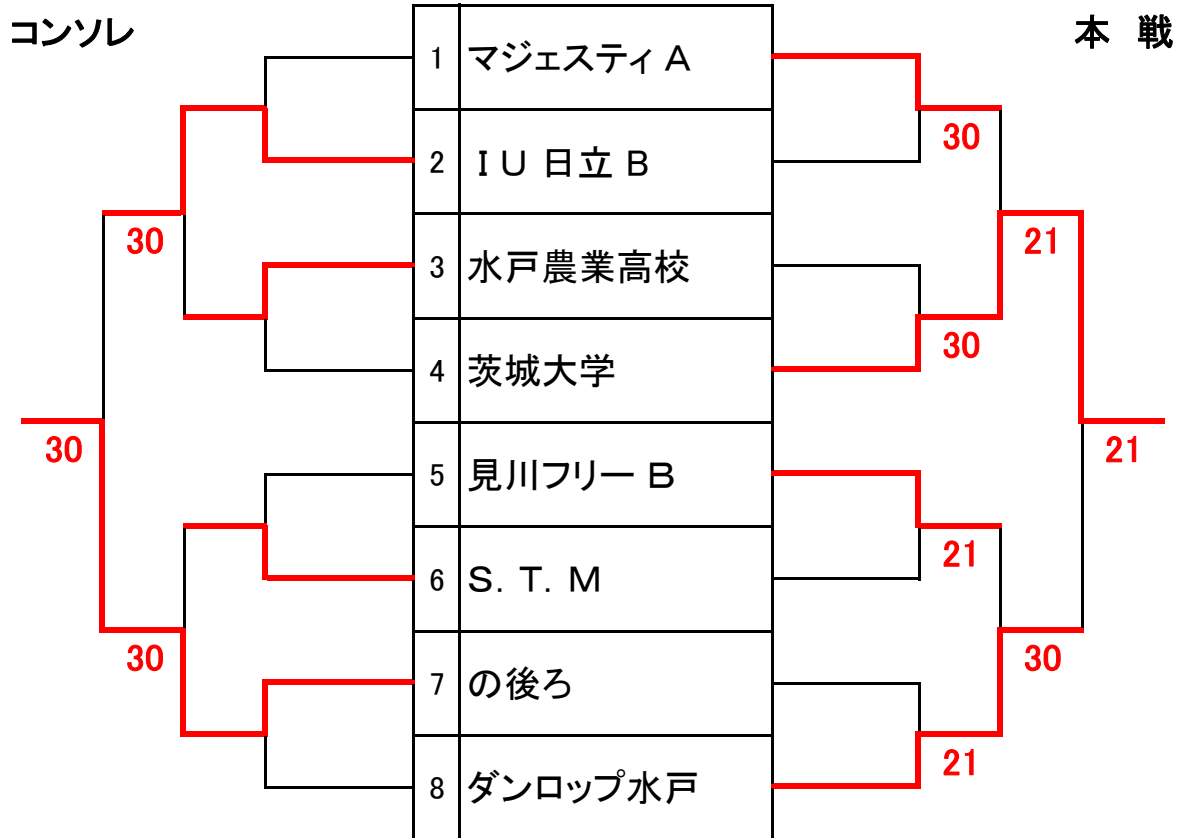 コンソレ
本 戦
1 マジェスティ A
30
2 I U 日立 B
30
21
3 水戸農業高校
30
4 茨城大学
30
21
5 見川フリー B
21
6 S. T. M
30
30
7 の後ろ
21
8 ダンロップ水戸